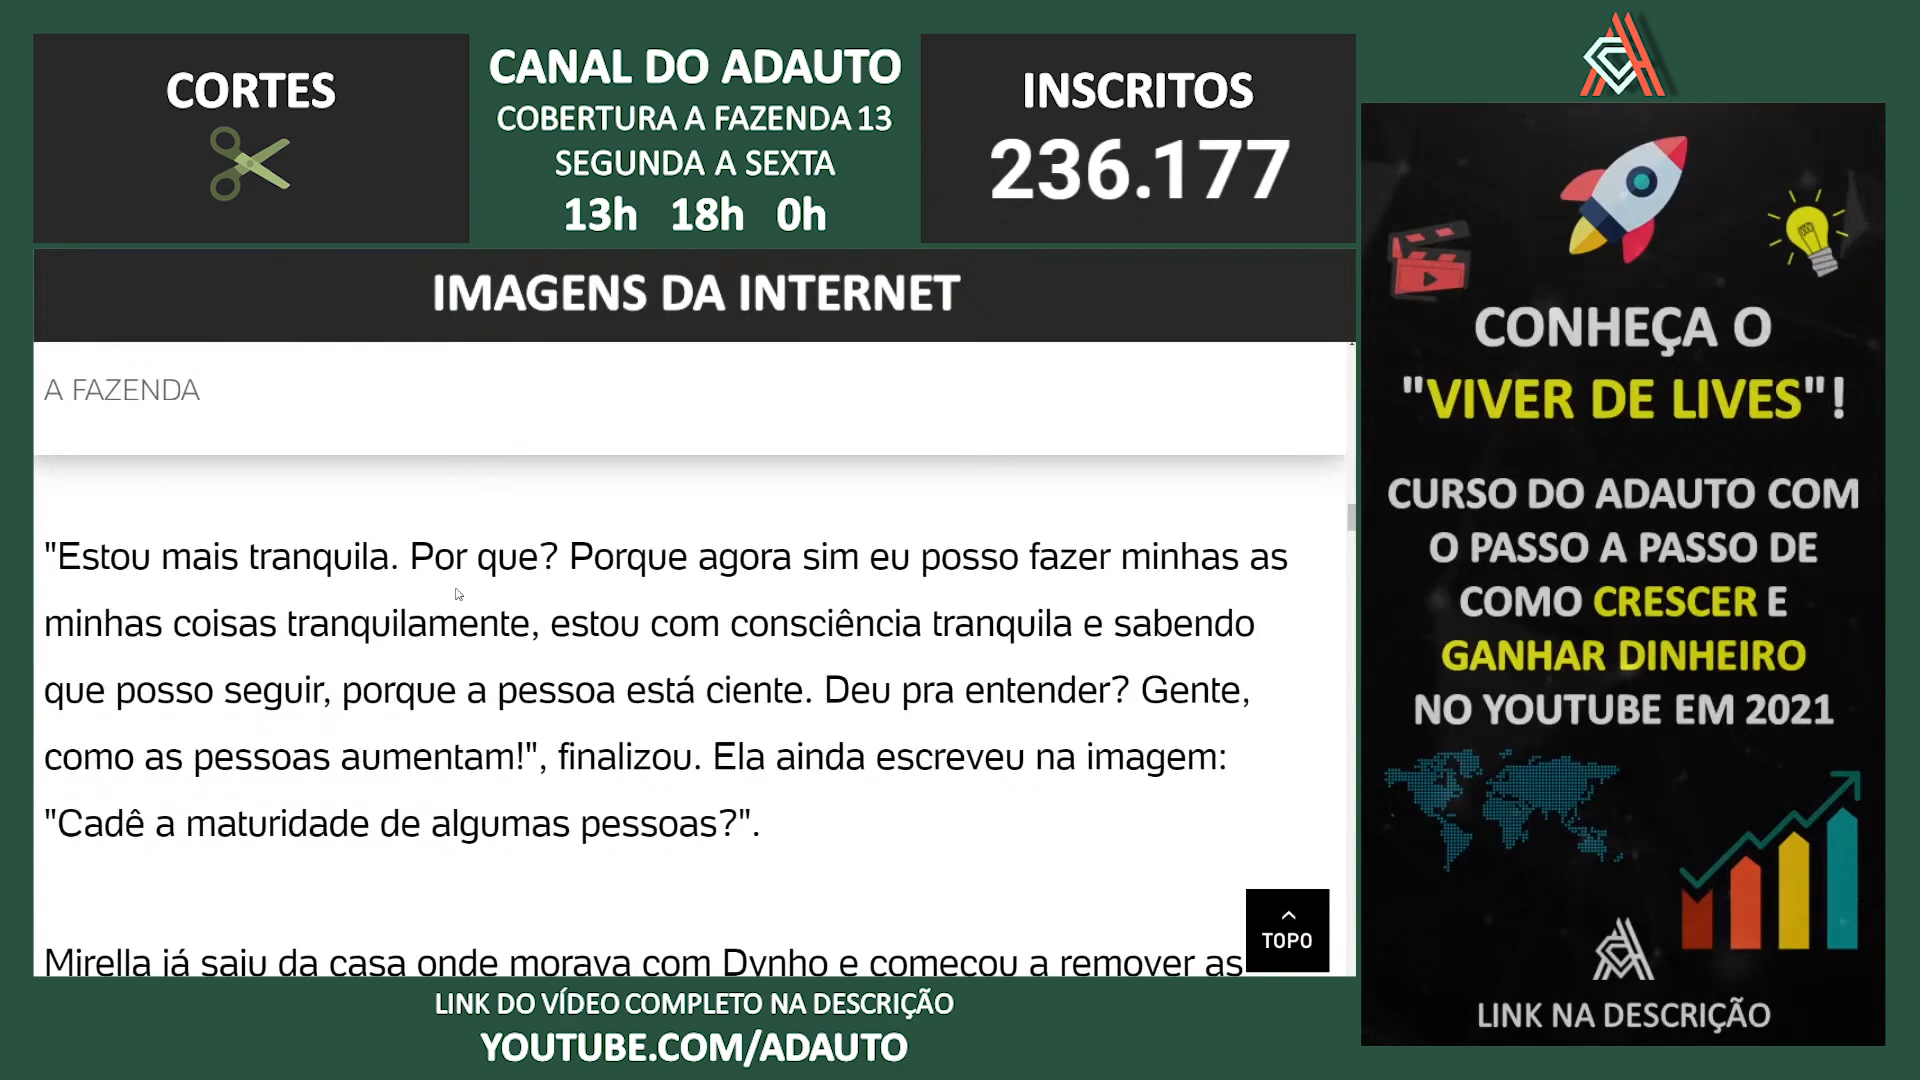 CORTES
CANAL DO ADAUTO
COBERTURA A FAZENDA 13
SEGUNDA A SEXTA
13h 18h 0h
INSCRITOS
236.177
IMAGENS DA INTERNET
A FAZENDA
"Estou mais tranquila. Por que? Porque agora sim eu posso fazer minhas as
minhas coisas tranquilamente, estou com consciência tranquila e sabendo
que posso seguir, porque a pessoa está ciente. Deu pra entender? Gente,
como as pessoas aumentam!", finalizou. Ela ainda escreveu na imagem:
"Cadê a maturidade de algumas pessoas?".
Mirella já saiu da casa onde morava com Dynho e começou a remover as
TOPO
LINK DO VÍDEO COMPLETO NA DESCRIÇÃO
YOUTUBE.COM/ADAUTO
CONHEÇA O
"VIVER DE LIVES"!
CURSO DO ADAUTO COM
O PASSO A PASSO DE
COMO CRESCER E
GANHAR DINHEIRO
NO YOUTUBE EM 2021
LINK NA DESCRIÇÃO